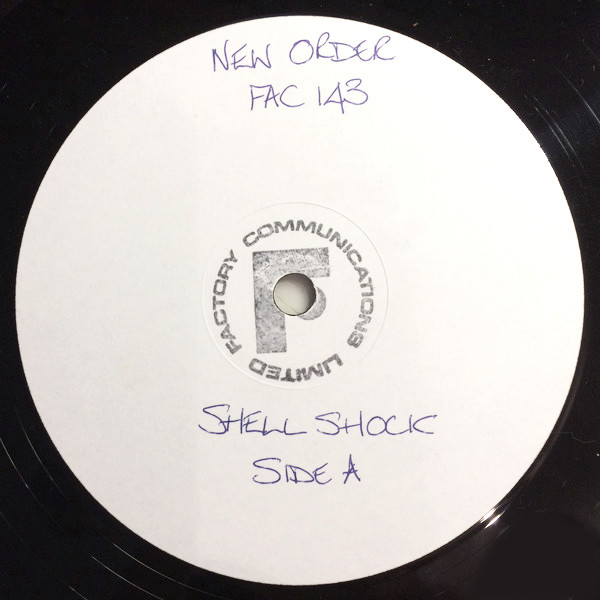 NEW ORDER
FAC 143
FACTORY COMMUNICATIONS LIMITED
F
SHELL SHOCK
SIDE A